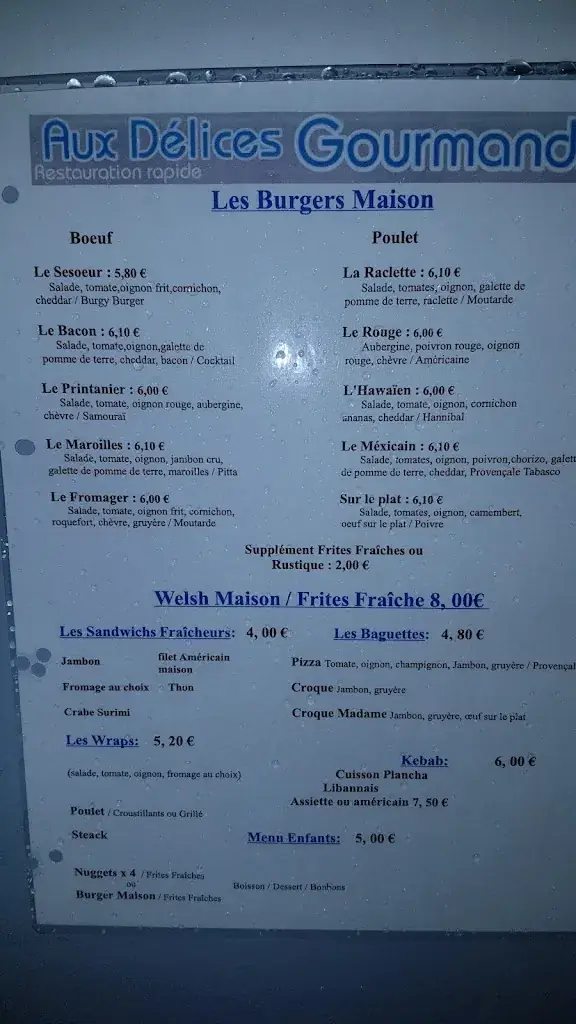 Aux Délices Gourmand
Restauration rapide
Les Burgers Maison
Boeuf
Le Sesoeur : 5,80 €
Salade, tomate,oignon frit,cornichon,
cheddar / Burgy Burger
Le Bacon : 6,10 €
Salade, tomate,oignon,galette de
pomme de terre, cheddar, bacon / Cocktail
Le Printanier : 6,00 €
Salade, tomate, oignon rouge, aubergine,
chèvre / Samouraï
Le Maroilles : 6,10 €
Salade, tomate, oignon, jambon cru,
galette de pomme de terre, maroilles / Pitta
Le Fromager : 6,00 €
Salade, tomate, oignon frit, cornichon,
roquefort, chèvre, gruyère / Moutarde
Poulet
La Raclette : 6,10 €
Salade, tomates, oignon, galette de
pomme de terre, raclette / Moutarde
Le Rouge : 6,00 €
Aubergine, poivron rouge, oignon
rouge, chèvre / Américaine
L'Hawaïen : 6,00 €
Salade, tomate, oignon, cornichon
ananas, cheddar / Hannibal
Le Méxicain : 6,10 €
Salade, tomates, oignon, poivron,chorizo, galett
de pomme de terre, cheddar, Provençale Tabasco
Sur le plat : 6,10 €
Salade, tomates, oignon, camembert,
oeuf sur le plat / Poivre
Supplément Frites Fraîches ou
Rustique : 2,00 €
Welsh Maison / Frites Fraîche 8, 00€
Les Sandwichs Fraîcheurs: 4, 00 €
Jambon
filet Américain
maison
Fromage au choix Thon
Crabe Surimi
Les Baguettes: 4, 80 €
Pizza Tomate, oignon, champignon, Jambon, gruyère / Provençal
Croque Jambon, gruyère
Croque Madame Jambon, gruyère, œuf sur le plat
Les Wraps: 5, 20 €
(salade, tomate, oignon, fromage au choix)
Poulet / Croustillants ou Grillé
Steack
Kebab: 6, 00 €
Cuisson Plancha
Libannais
Assiette ou américain 7, 50 €
Menu Enfants: 5, 00 €
Nuggets x 4 / Frites Fraîches
ou
Burger Maison / Frites Fraîches
Boisson / Dessert / Bonbons